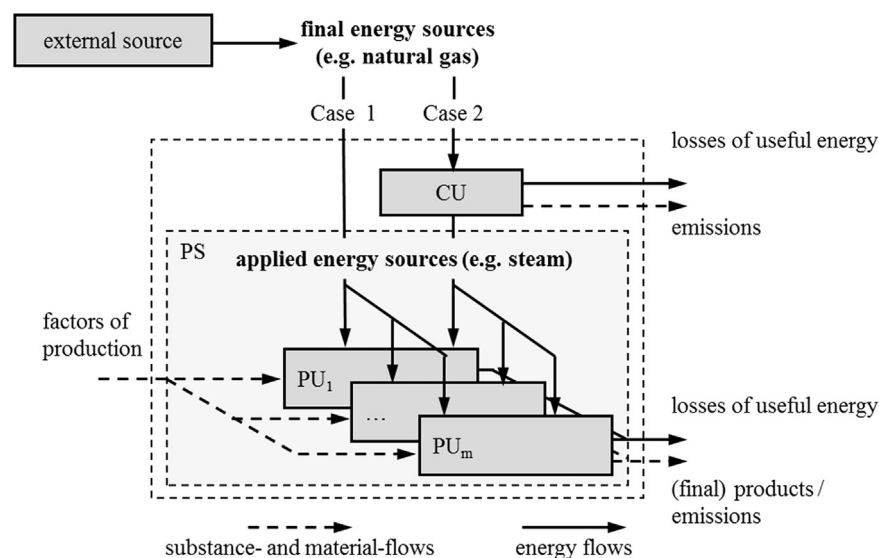 external source
final energy sources
(e.g. natural gas)
Case 1
Case 2
losses of useful energy
CU
emissions
PS
applied energy sources (e.g. steam)
factors of
production
PU1
...
PUm
losses of useful energy
(final) products /
emissions
substance- and material-flows
energy flows